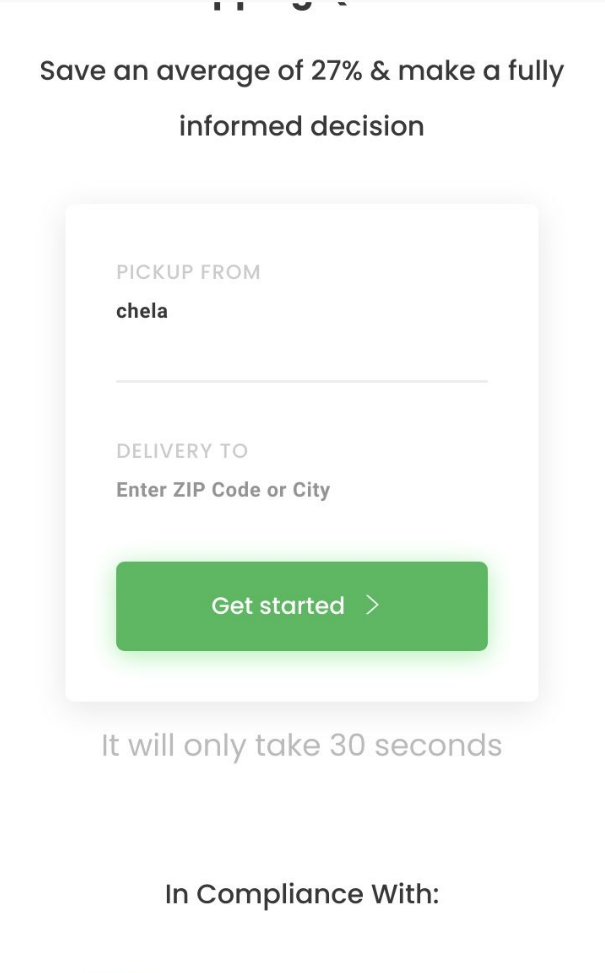 Save an average of 27% & make a fully
informed decision
PICKUP FROM
chela
DELIVERY TO
Enter ZIP Code or City
Get started
It will only take 30 seconds
In Compliance With: